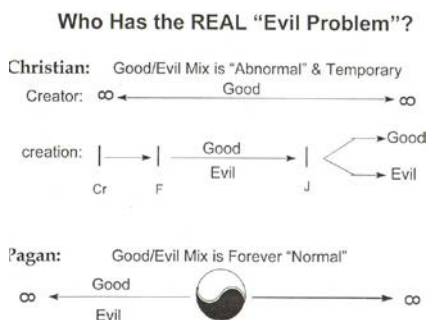 Who Has the REAL “Evil Problem”?
Christian: Good/Evil Mix is “Abnormal” & Temporary
Creator: ∞ Good ∞
creation: Good Good
Evil Evil
Cr F J
Pagan: Good/Evil Mix is Forever “Normal”
Good
∞ ∞
Evil